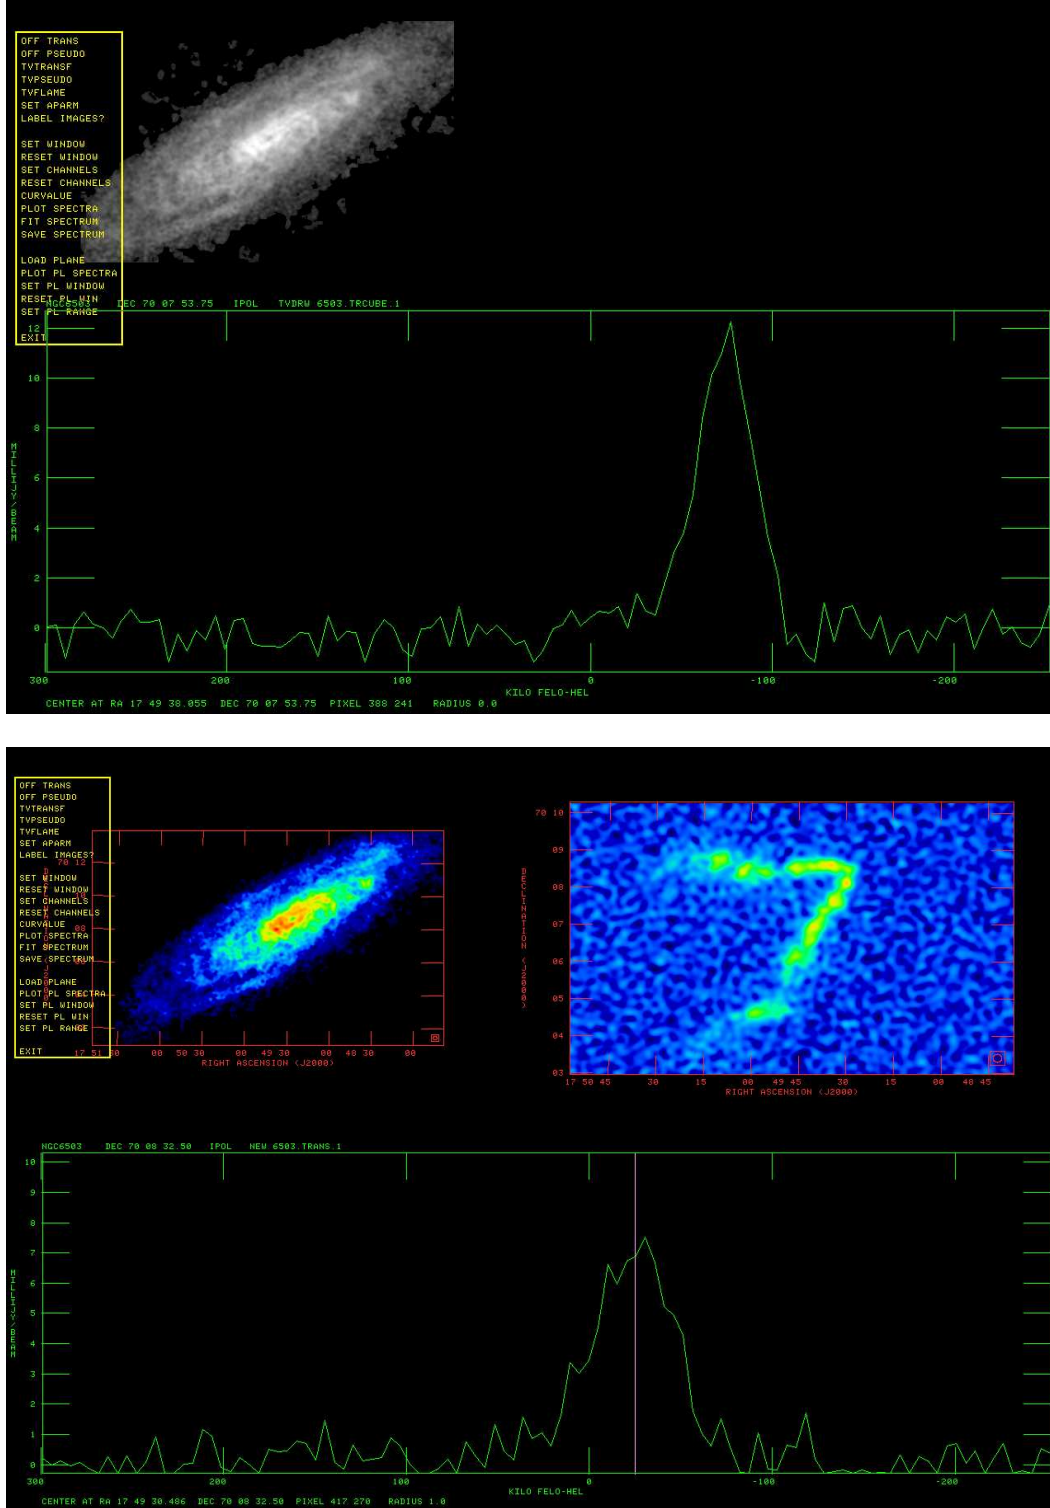 OFF TRANS
OFF PSEUDO
TVTRANSF
TVPSEUDO
TVFLAME
SET APARM
LABEL IMAGES?
SET WINDOW
RESET WINDOW
SET CHANNELS
RESET CHANNELS
CURVALUE
PLOT SPECTRA
FIT SPECTRUM
SAVE SPECTRUM
LOAD PLANE
PLOT PL SPECTRA
SET PL WINDOW
RESET PL WIN
SET PL RANGE
EXIT
NGC6503 DEC 70 07 53.75 IPOL TVDRW 6503.TRCUBE.1
12
10
8
6
4
2
0
MILLIJY/BEAM
300 200 100 0 -100 -200
KILO FELO-HEL
CENTER AT RA 17 49 38.055 DEC 70 07 53.75 PIXEL 388 241 RADIUS 0.0
OFF TRANS
OFF PSEUDO
TVTRANSF
TVPSEUDO
TVFLAME
SET APARM
LABEL IMAGES?
SET WINDOW
RESET WINDOW
SET CHANNELS
RESET CHANNELS
CURVALUE
PLOT SPECTRA
FIT SPECTRUM
SAVE SPECTRUM
LOAD PLANE
PLOT PL SPECTRA
SET PL WINDOW
RESET PL WIN
SET PL RANGE
EXIT
70 12
17 51 30 00 50 30 00 49 30 00 48 30 00
RIGHT ASCENSION (J2000)
70 10
09
08
07
06
05
04
03
DECLINATION (J2000)
17 50 45 30 15 00 49 45 30 15 00 48 45
RIGHT ASCENSION (J2000)
NGC6503 DEC 70 08 32.50 IPOL NEW 6503.TRANS.1
10
9
8
7
6
5
4
3
2
1
0
MILLIJY/BEAM
300 200 100 0 -100 -200
KILO FELO-HEL
CENTER AT RA 17 49 30.486 DEC 70 08 32.50 PIXEL 417 270 RADIUS 1.0